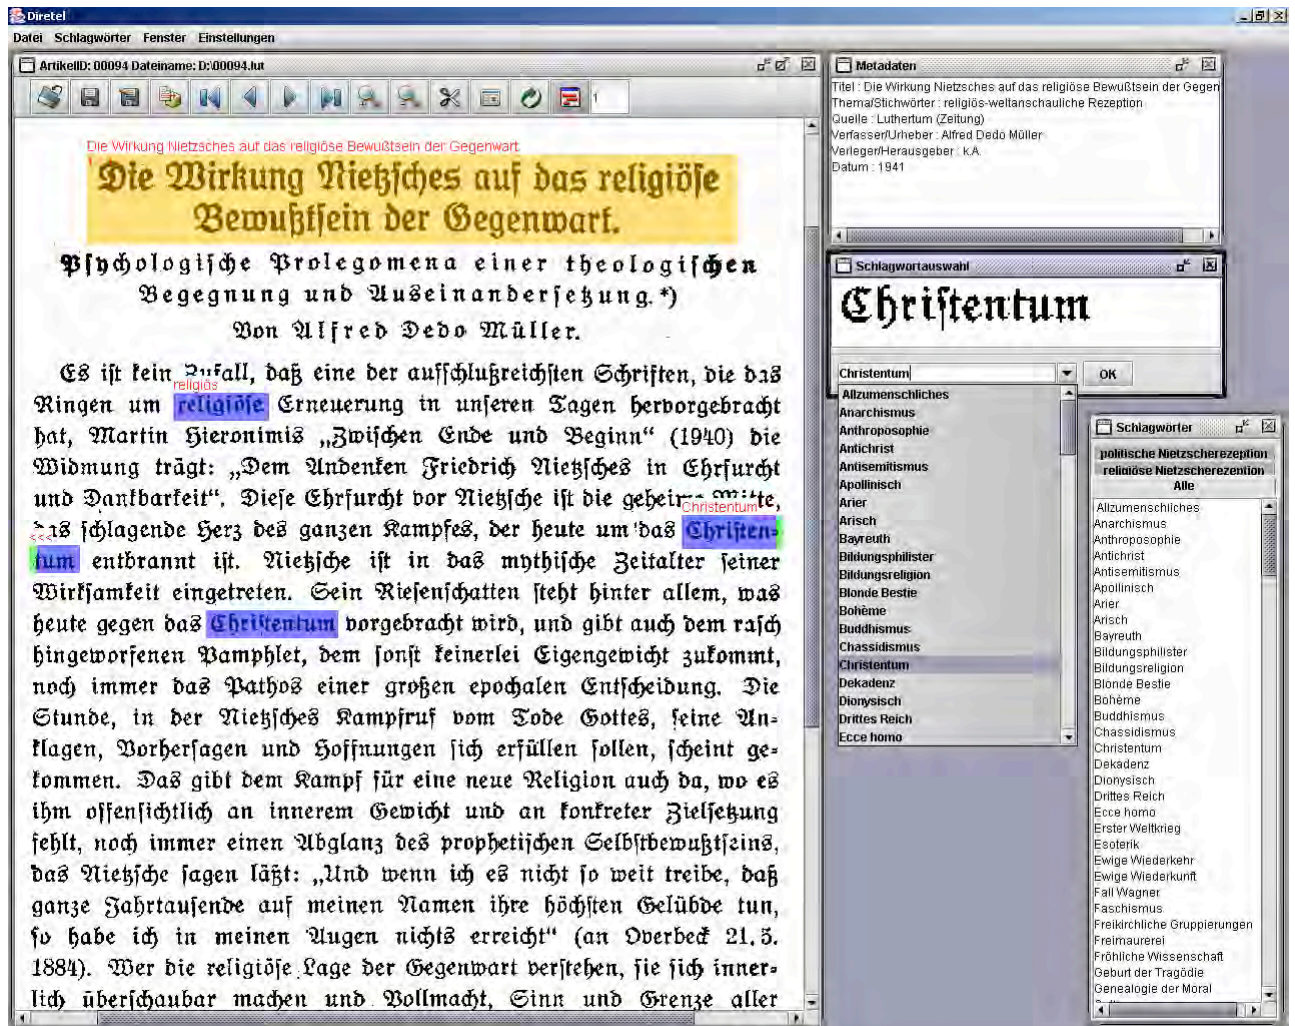 Diretel
Datei Schlagwörter Fenster Einstellungen
ArtikelID: 00094 Dateiname: D:\00094.lut
1
Die Wirkung Nietzsches auf das religiöse Bewußtsein der Gegenwart
Die Wirkung Nietzsches auf das religiöse
Bewußtsein der Gegenwart.
Psychologische Prolegomena einer theologischen
Begegnung und Auseinandersetzung.*)
Von Alfred Dedo Müller.
Es ist kein Zufall, daß eine der aufschlußreichsten Schriften, die das
religiös
Ringen um religiöse Erneuerung in unseren Tagen hervorgebracht
hat, Martin Hieronimis „Zwischen Ende und Beginn“ (1940) die
Widmung trägt: „Dem Andenken Friedrich Nietzsches in Ehrfurcht
und Dankbarkeit“. Diese Ehrfurcht vor Nietzsche ist die geheime Mitte,
Christentum
das schlagende Herz des ganzen Kampfes, der heute um das Christen-
<<<
tum entbrannt ist. Nietzsche ist in das mythische Zeitalter seiner
Wirksamkeit eingetreten. Sein Riesenschatten steht hinter allem, was
heute gegen das Christentum vorgebracht wird, und gibt auch dem rasch
hingeworfenen Pamphlet, dem sonst keinerlei Eigengewicht zukommt,
noch immer das Pathos einer großen epochalen Entscheidung. Die
Stunde, in der Nietzsches Kampfruf vom Tode Gottes, seine An-
klagen, Vorhersagen und Hoffnungen sich erfüllen sollen, scheint ge-
kommen. Das gibt dem Kampf für eine neue Religion auch da, wo es
ihm offensichtlich an innerem Gewicht und an konkreter Zielsetzung
fehlt, noch immer einen Abglanz des prophetischen Selbstbewußtseins,
das Nietzsche sagen läßt: „Und wenn ich es nicht so weit treibe, daß
ganze Jahrtausende auf meinen Namen ihre höchsten Gelübde tun,
so habe ich in meinen Augen nichts erreicht“ (an Overbeck 21. 5.
1884). Wer die religiöse Lage der Gegenwart verstehen, sie sich inner-
lich überschaubar machen und Vollmacht, Sinn und Grenze aller
Metadaten
Titel : Die Wirkung Nietzsches auf das religiöse Bewußtsein der Gegen
Thema/Stichwörter : religiös-weltanschauliche Rezeption
Quelle : Luthertum (Zeitung)
Verfasser/Urheber : Alfred Dedo Müller
Verleger/Herausgeber : k.A.
Datum : 1941
Schlagwortauswahl
Christentum
Christentum
OK
Allzumenschliches
Anarchismus
Anthroposophie
Antichrist
Antisemitismus
Apollinisch
Arier
Arisch
Bayreuth
Bildungsphilister
Bildungsreligion
Blonde Bestie
Bohème
Buddhismus
Chassidismus
Christentum
Dekadenz
Dionysisch
Drittes Reich
Ecce homo
Schlagwörter
politische Nietzscherezeption
religiöse Nietzscherezeption
Alle
Allzumenschliches
Anarchismus
Anthroposophie
Antichrist
Antisemitismus
Apollinisch
Arier
Arisch
Bayreuth
Bildungsphilister
Bildungsreligion
Blonde Bestie
Bohème
Buddhismus
Chassidismus
Christentum
Dekadenz
Dionysisch
Drittes Reich
Ecce homo
Erster Weltkrieg
Esoterik
Ewige Wiederkehr
Ewige Wiederkunft
Fall Wagner
Faschismus
Freikirchliche Gruppierungen
Freimaurerei
Fröhliche Wissenschaft
Geburt der Tragödie
Genealogie der Moral